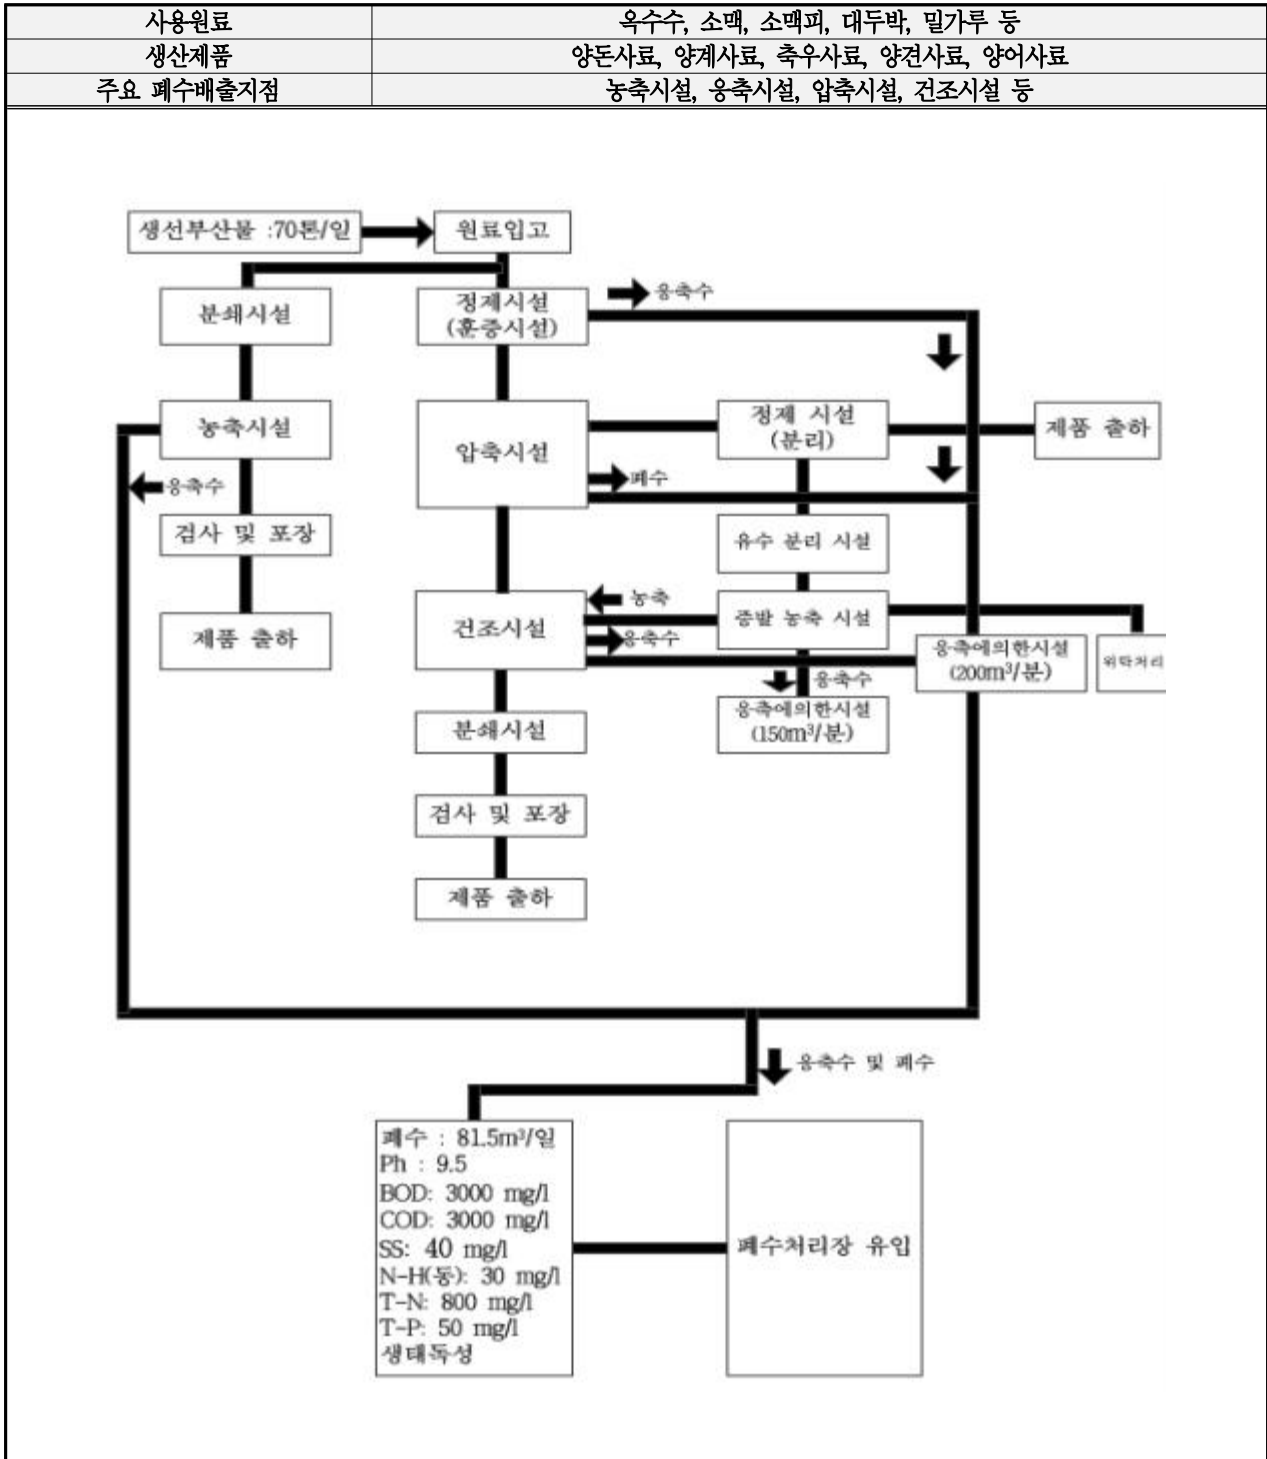 사용원료 옥수수, 소맥, 소맥피, 대두박, 밀가루 등
생산제품 양돈사료, 양계사료, 축우사료, 양견사료, 양어사료
주요 폐수배출지점 농축시설, 응축시설, 압축시설, 건조시설 등
생선부산물 :70톤/일
원료입고
분쇄시설
정제시설
(훈증시설)
응축수
농축시설
압축시설
정제 시설
(분리)
제품 출하
응축수
폐수
검사 및 포장
유수 분리 시설
제품 출하
건조시설
농축
응축수
증발 농축 시설
응축에의한시설
(200m³/분)
위탁처리
응축수
응축에의한시설
(150m³/분)
분쇄시설
검사 및 포장
제품 출하
응축수 및 폐수
폐수 : 81.5m³/일
Ph : 9.5
BOD: 3000 mg/l
COD: 3000 mg/l
SS: 40 mg/l
N-H(동): 30 mg/l
T-N: 800 mg/l
T-P: 50 mg/l
생태독성
폐수처리장 유입